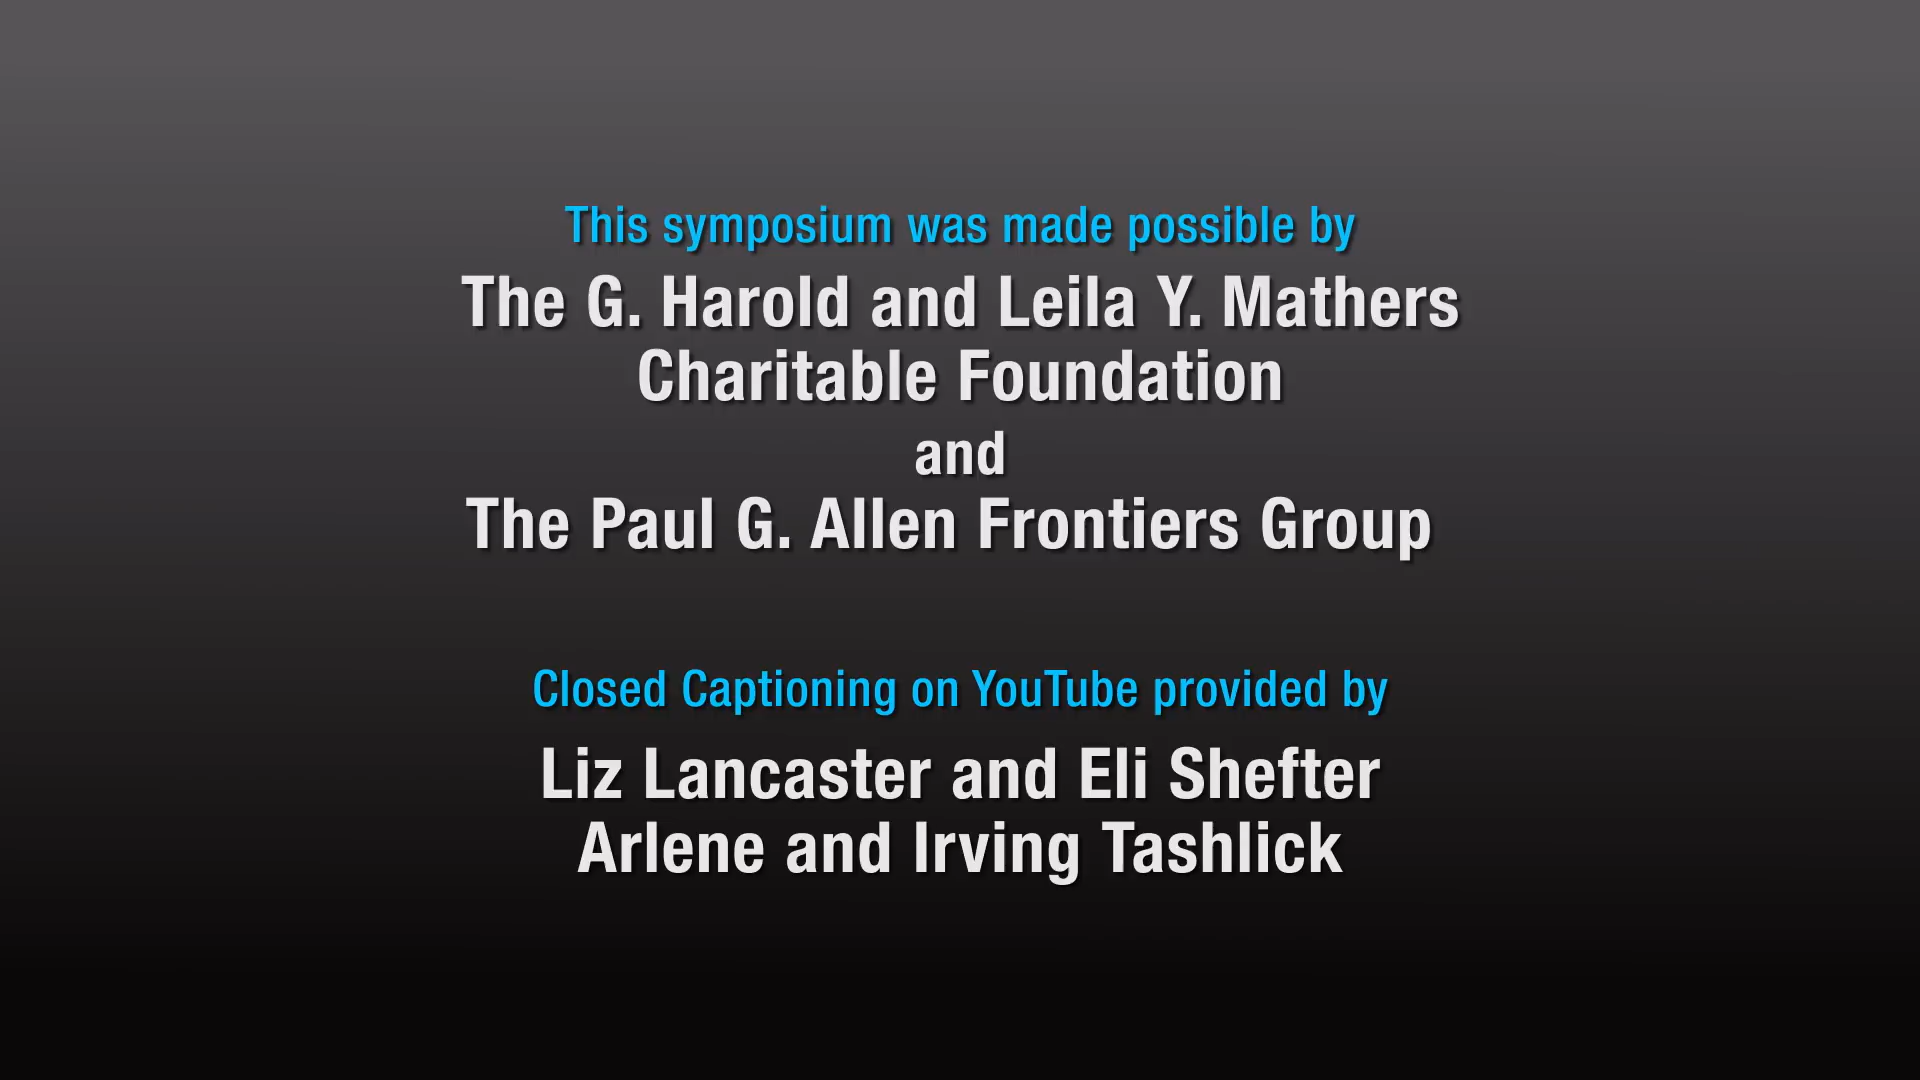 This symposium was made possible by
The G. Harold and Leila Y. Mathers
Charitable Foundation
and
The Paul G. Allen Frontiers Group
Closed Captioning on YouTube provided by
Liz Lancaster and Eli Shefter
Arlene and Irving Tashlick